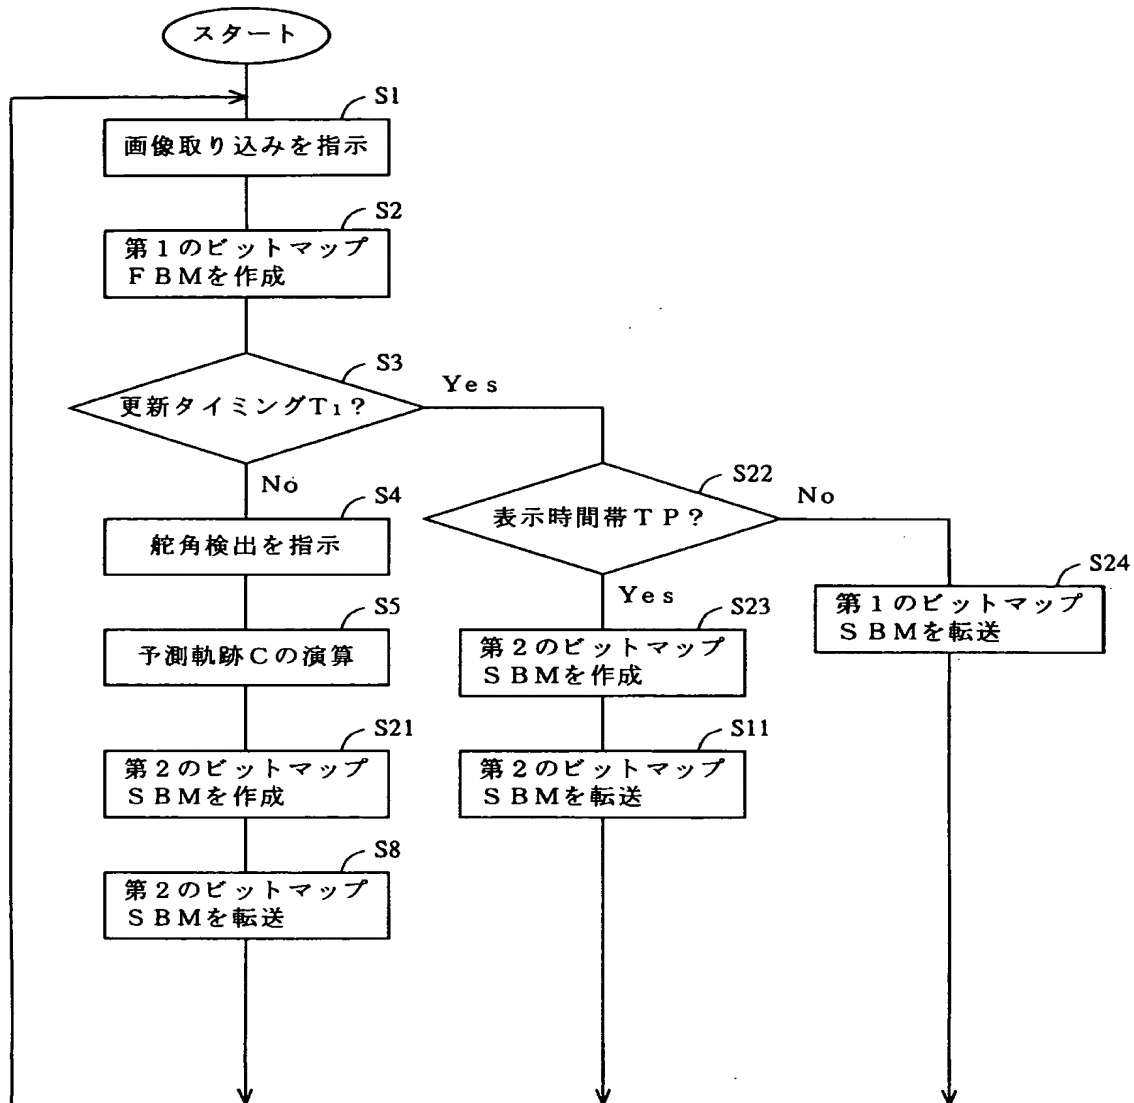 スタート
S1
画像取り込みを指示
S2
第1のビットマップ
FBMを作成
S3
更新タイミングT1?
Yes
No
S4
舵角検出を指示
S5
予測軌跡Cの演算
S21
第2のビットマップ
SBMを作成
S8
第2のビットマップ
SBMを転送
S22
表示時間帯TP?
No
Yes
S23
第2のビットマップ
SBMを作成
S11
第2のビットマップ
SBMを転送
S24
第1のビットマップ
SBMを転送